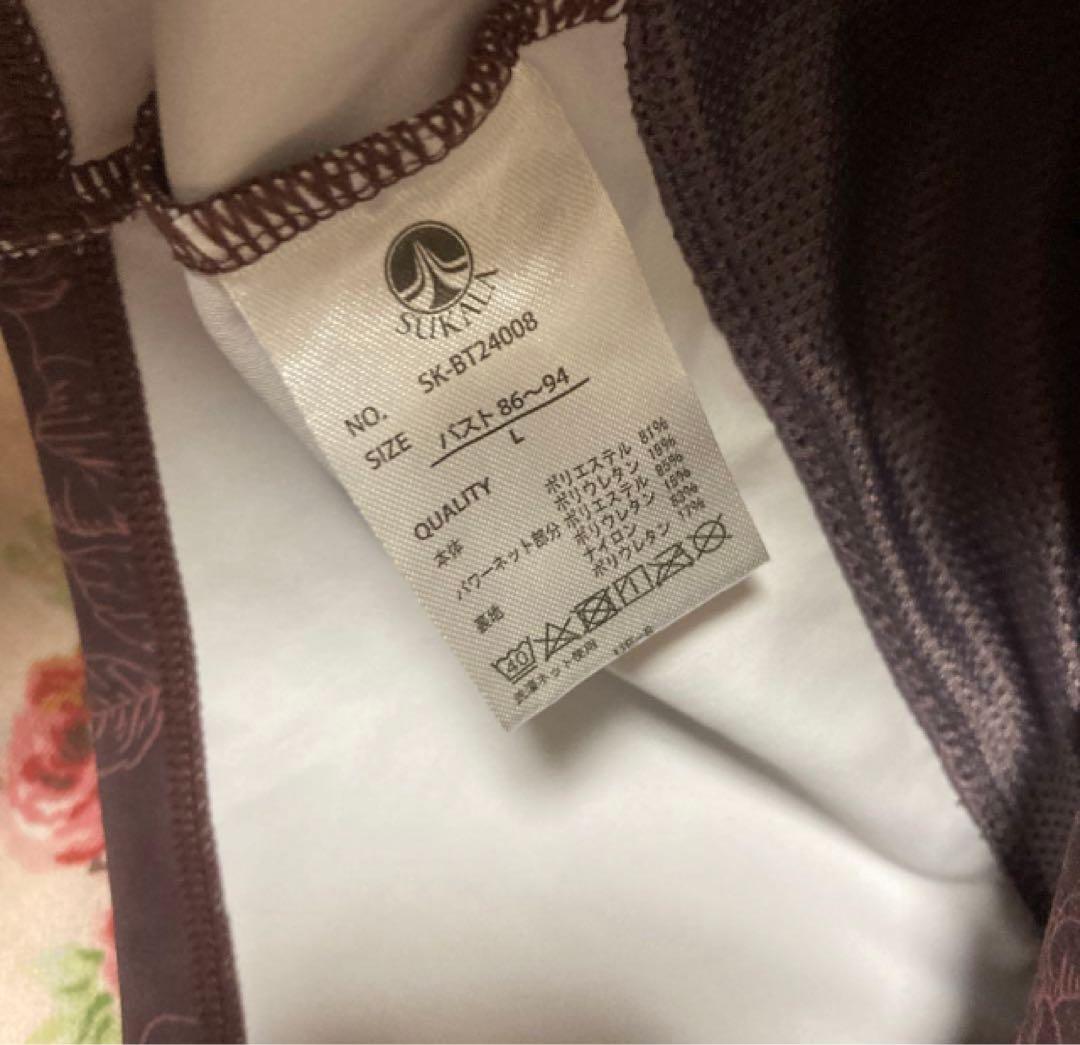 SUKALA
NO. SK-BT24008
SIZE バスト 86～94
L
QUALITY
本体 ポリエステル 81%
ポリウレタン 19%
パワーネット部分 ポリエステル 85%
ポリウレタン 15%
裏地 ナイロン 83%
ポリウレタン 17%
40
洗濯ネット使用